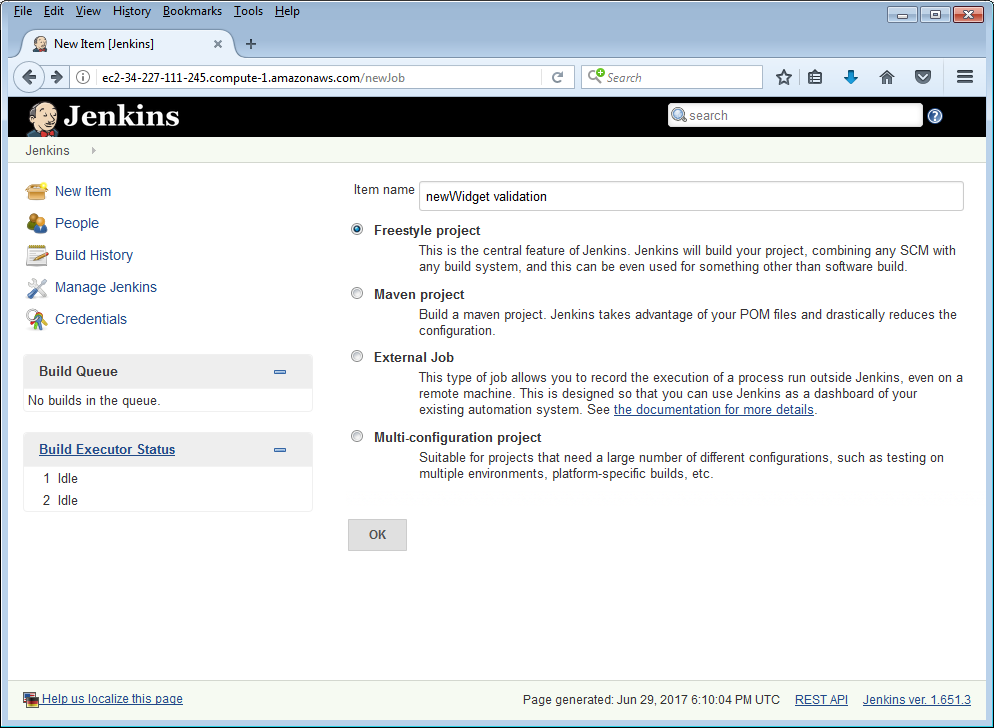 File Edit View History Bookmarks Tools Help
New Item [Jenkins]
ec2-34-227-111-245.compute-1.amazonaws.com/newJob
Search
Jenkins
search
Jenkins
New Item
People
Build History
Manage Jenkins
Credentials
Build Queue
No builds in the queue.
Build Executor Status
1 Idle
2 Idle
Item name newWidget validation
Freestyle project
This is the central feature of Jenkins. Jenkins will build your project, combining any SCM with
any build system, and this can be even used for something other than software build.
Maven project
Build a maven project. Jenkins takes advantage of your POM files and drastically reduces the
configuration.
External Job
This type of job allows you to record the execution of a process run outside Jenkins, even on a
remote machine. This is designed so that you can use Jenkins as a dashboard of your
existing automation system. See the documentation for more details.
Multi-configuration project
Suitable for projects that need a large number of different configurations, such as testing on
multiple environments, platform-specific builds, etc.
OK
Help us localize this page
Page generated: Jun 29, 2017 6:10:04 PM UTC REST API Jenkins ver. 1.651.3